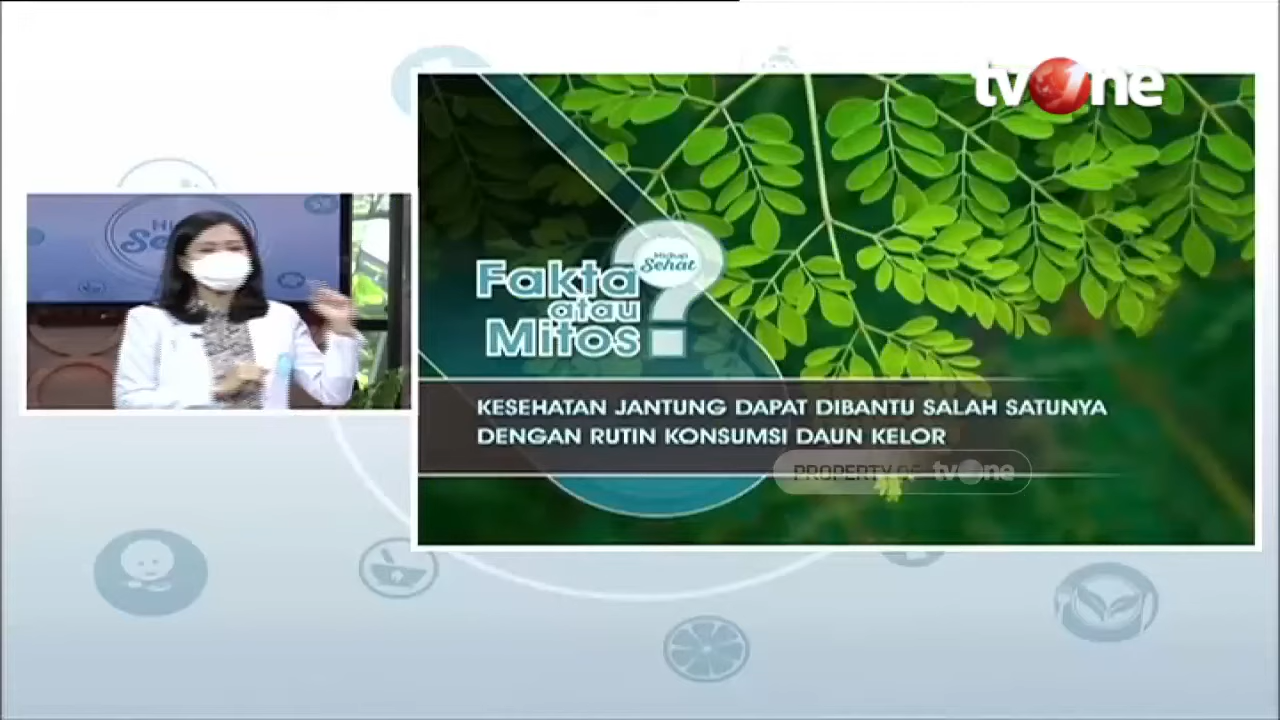 tvOne
Hidup
Sehat
Fakta
atau
Mitos
?
KESEHATAN JANTUNG DAPAT DIBANTU SALAH SATUNYA
DENGAN RUTIN KONSUMSI DAUN KELOR
PROPERTY OF tvOne